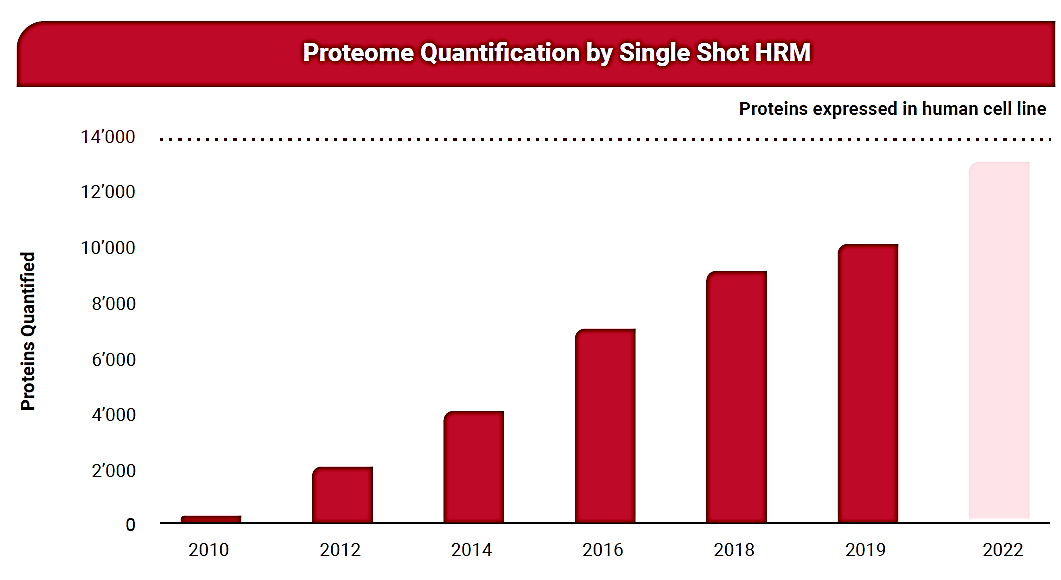 Proteome Quantification by Single Shot HRM
Proteins expressed in human cell line
14’000
12’000
10’000
8’000
6’000
4’000
2’000
0
Proteins Quantified
2010 2012 2014 2016 2018 2019 2022